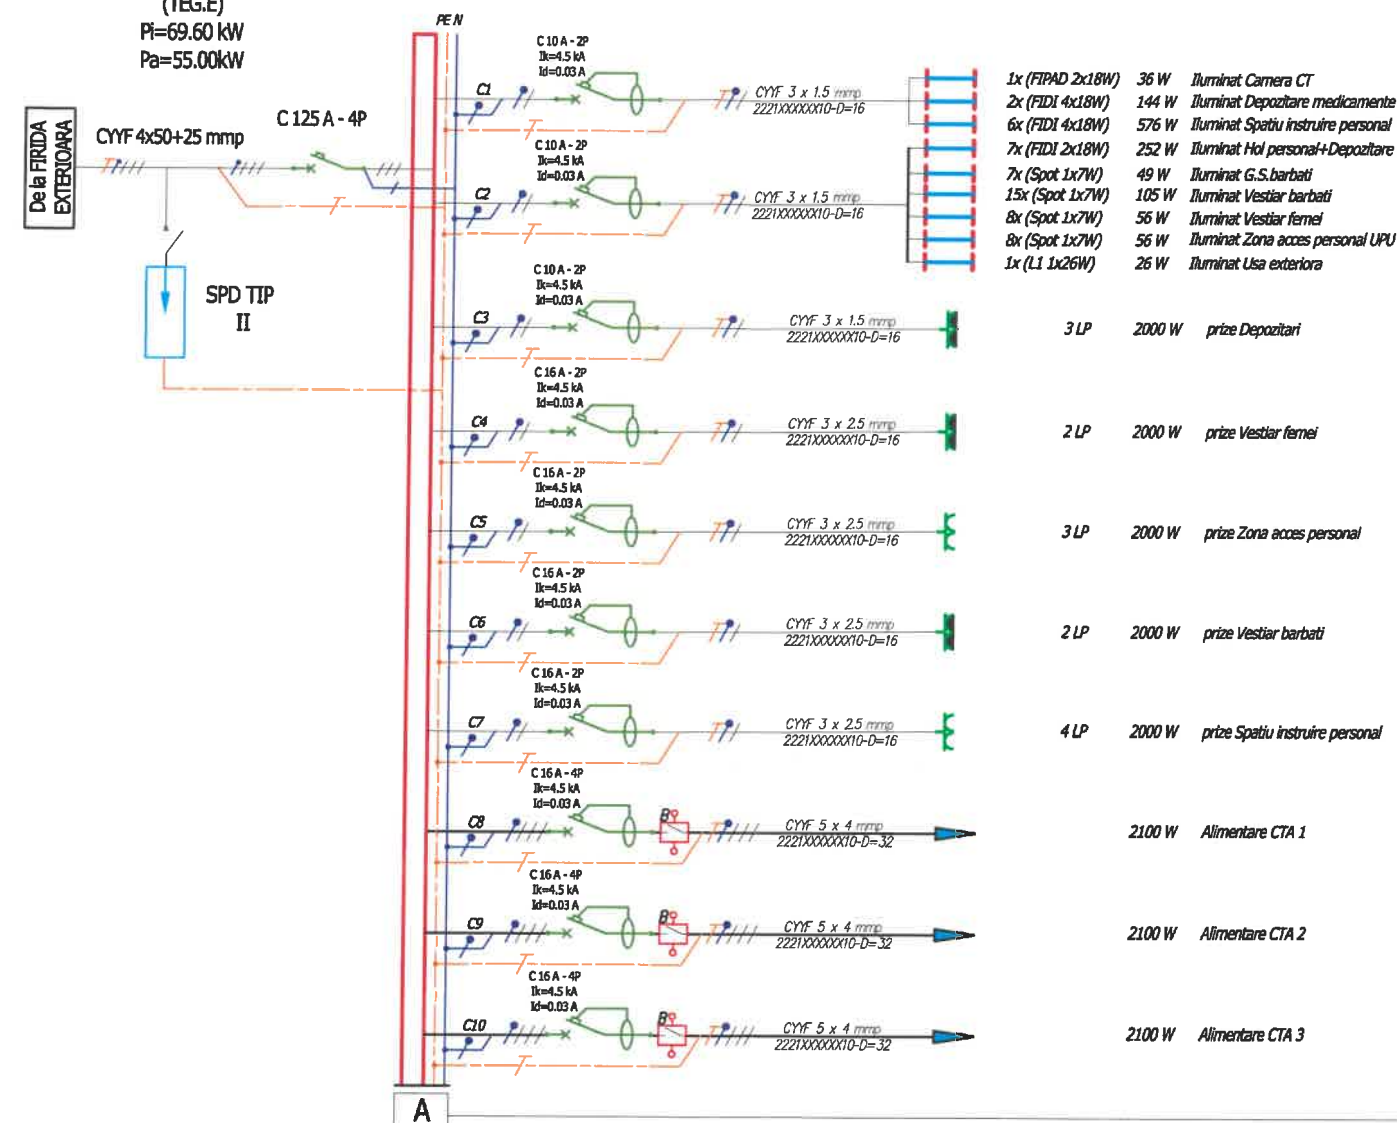 (TEG.E)
Pi=69.60 kW
Pa=55.00kW
De la FIRIDA
EXTERIOARA
CYYF 4x50+25 mmp
C 125 A - 4P
SPD TIP
II
PE N
C1
C 10 A - 2P
Ik=4.5 kA
Id=0.03 A
CYYF 3 x 1.5 mmp
2221XXXXXX10-D=16
1x (FIPAD 2x18W) 36 W Iluminat Camera CT
2x (FIDI 4x18W) 144 W Iluminat Depozitare medicamente
6x (FIDI 4x18W) 576 W Iluminat Spatiu instruire personal
C2
C 10 A - 2P
Ik=4.5 kA
Id=0.03 A
CYYF 3 x 1.5 mmp
2221XXXXXX10-D=16
7x (FIDI 2x18W) 252 W Iluminat Hol personal+Depozitare
7x (Spot 1x7W) 49 W Iluminat G.S.barbati
15x (Spot 1x7W) 105 W Iluminat Vestiar barbati
8x (Spot 1x7W) 56 W Iluminat Vestiar femei
8x (Spot 1x7W) 56 W Iluminat Zona acces personal UPU
1x (L1 1x26W) 26 W Iluminat Usa exteriora
C3
C 10 A - 2P
Ik=4.5 kA
Id=0.03 A
CYYF 3 x 1.5 mmp
2221XXXXXX10-D=16
3 LP 2000 W prize Depozitari
C4
C 16 A - 2P
Ik=4.5 kA
Id=0.03 A
CYYF 3 x 2.5 mmp
2221XXXXXX10-D=16
2 LP 2000 W prize Vestiar femei
C5
C 16 A - 2P
Ik=4.5 kA
Id=0.03 A
CYYF 3 x 2.5 mmp
2221XXXXXX10-D=16
3 LP 2000 W prize Zona acces personal
C6
C 16 A - 2P
Ik=4.5 kA
Id=0.03 A
CYYF 3 x 2.5 mmp
2221XXXXXX10-D=16
2 LP 2000 W prize Vestiar barbati
C7
C 16 A - 2P
Ik=4.5 kA
Id=0.03 A
CYYF 3 x 2.5 mmp
2221XXXXXX10-D=16
4 LP 2000 W prize Spatiu instruire personal
C8
C 16 A - 4P
Ik=4.5 kA
Id=0.03 A
B
CYYF 5 x 4 mmp
2221XXXXXX10-D=32
2100 W Alimentare CTA 1
C9
C 16 A - 4P
Ik=4.5 kA
Id=0.03 A
B
CYYF 5 x 4 mmp
2221XXXXXX10-D=32
2100 W Alimentare CTA 2
C10
C 16 A - 4P
Ik=4.5 kA
Id=0.03 A
B
CYYF 5 x 4 mmp
2221XXXXXX10-D=32
2100 W Alimentare CTA 3
A